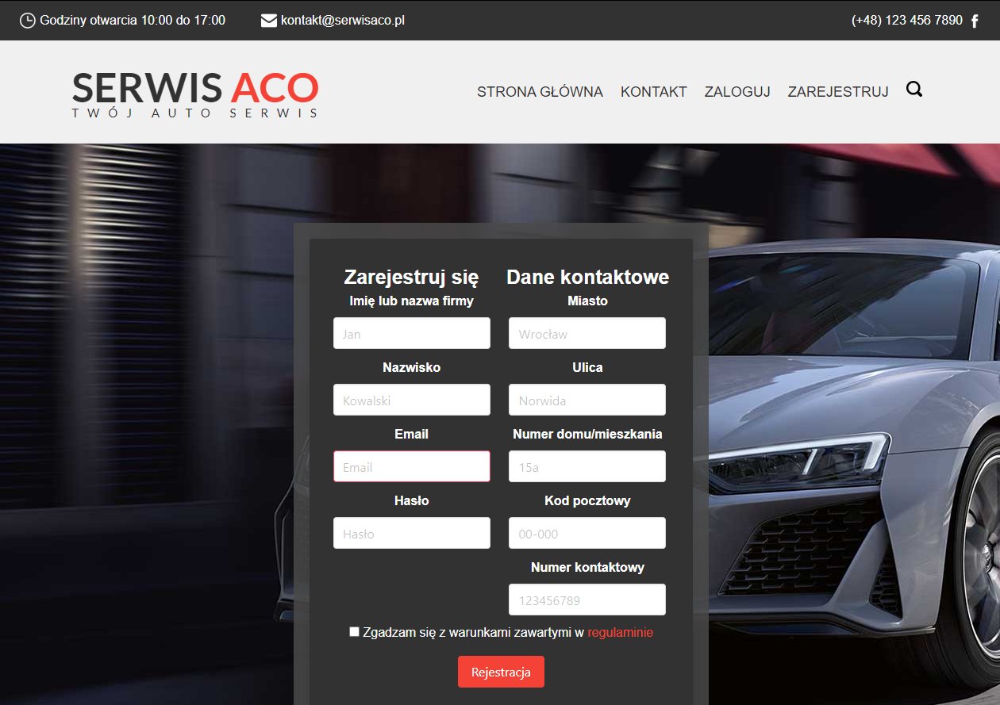 Godziny otwarcia 10:00 do 17:00
kontakt@serwisaco.pl
(+48) 123 456 7890
SERWIS ACO
TWÓJ AUTO SERWIS
STRONA GŁÓWNA
KONTAKT
ZALOGUJ
ZAREJESTRUJ
Zarejestruj się
Imię lub nazwa firmy
Jan
Nazwisko
Kowalski
Email
Email
Hasło
Hasło
Dane kontaktowe
Miasto
Wrocław
Ulica
Norwida
Numer domu/mieszkania
15a
Kod pocztowy
00-000
Numer kontaktowy
123456789
Zgadzam się z warunkami zawartymi w regulaminie
Rejestracja